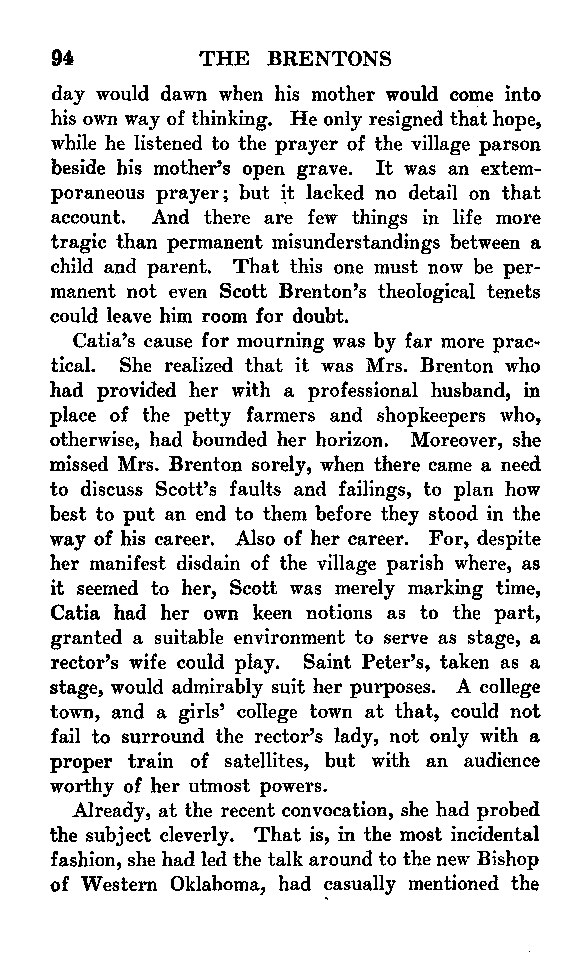 94 THE BRENTONS
day would dawn when his mother would come into
his own way of thinking. He only resigned that hope,
while he listened to the prayer of the village parson
beside his mother's open grave. It was an extem-
poraneous prayer; but it lacked no detail on that
account. And there are few things in life more
tragic than permanent misunderstandings between a
child and parent. That this one must now be per-
manent not even Scott Brenton's theological tenets
could leave him room for doubt.
Catia's cause for mourning was by far more prac-
tical. She realized that it was Mrs. Brenton who
had provided her with a professional husband, in
place of the petty farmers and shopkeepers who,
otherwise, had bounded her horizon. Moreover, she
missed Mrs. Brenton sorely, when there came a need
to discuss Scott's faults and failings, to plan how
best to put an end to them before they stood in the
way of his career. Also of her career. For, despite
her manifest disdain of the village parish where, as
it seemed to her, Scott was merely marking time,
Catia had her own keen notions as to the part,
granted a suitable environment to serve as stage, a
rector's wife could play. Saint Peter's, taken as a
stage, would admirably suit her purposes. A college
town, and a girls' college town at that, could not
fail to surround the rector's lady, not only with a
proper train of satellites, but with an audience
worthy of her utmost powers.
Already, at the recent convocation, she had probed
the subject cleverly. That is, in the most incidental
fashion, she had led the talk around to the new Bishop
of Western Oklahoma, had casually mentioned the